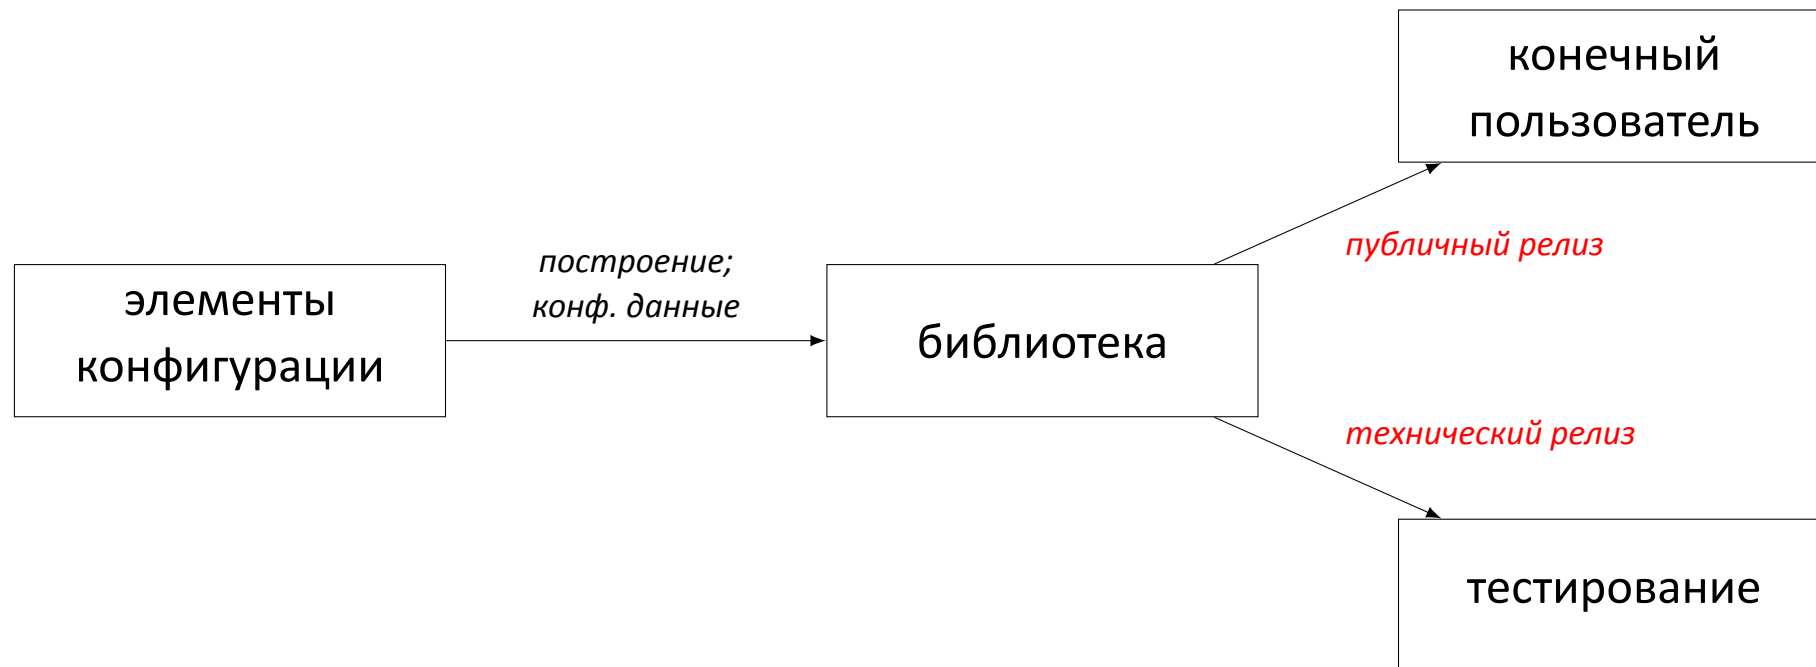 конечный
пользователь
публичный релиз
построение;
конф. данные
элементы
конфигурации
библиотека
технический релиз
тестирование